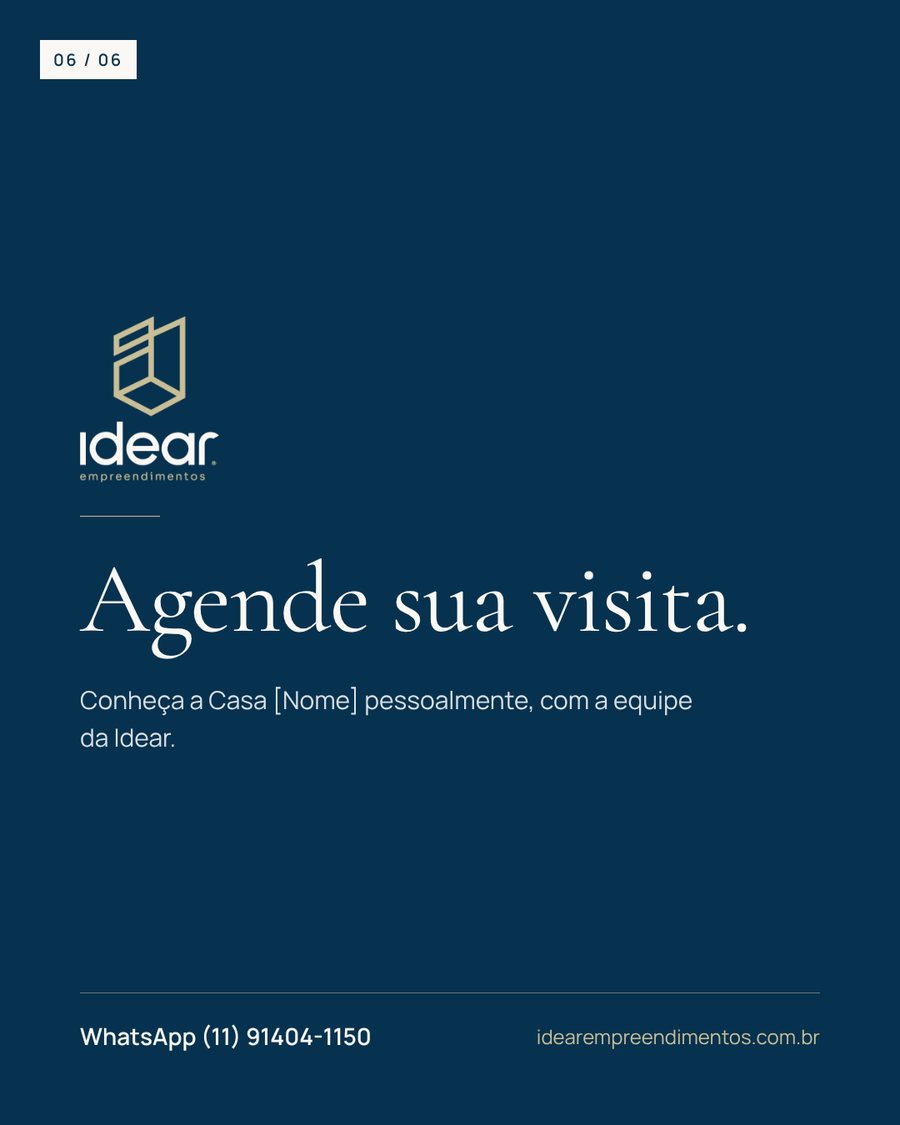 06 / 06
idear
empreendimentos
Agende sua visita.
Conheça a Casa [Nome] pessoalmente, com a equipe
da Idear.
WhatsApp (11) 91404-1150
idearempreendimentos.com.br